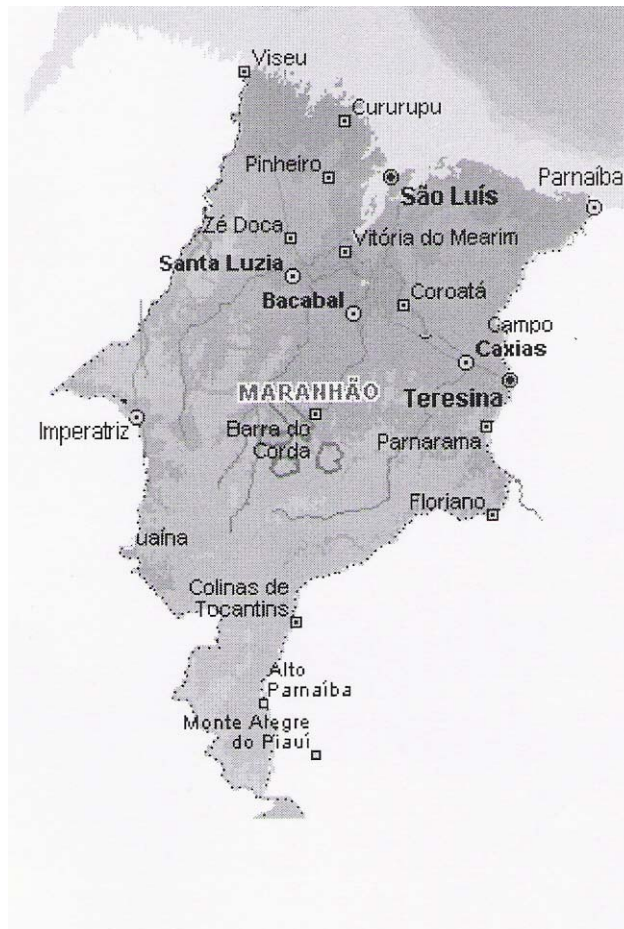 Viseu
Cururupu
Pinheiro
São Luís
Parnaíba
Zé Doca
Vitória do Mearim
Santa Luzia
Bacabal
Coroatá
Campo
Caxias
MARANHÃO
Teresina
Imperatriz
Barra do
Corda
Parnarama
Floriano
uaína
Colinas de
Tocantins
Alto
Parnaíba
Monte Alegre
do Piauí